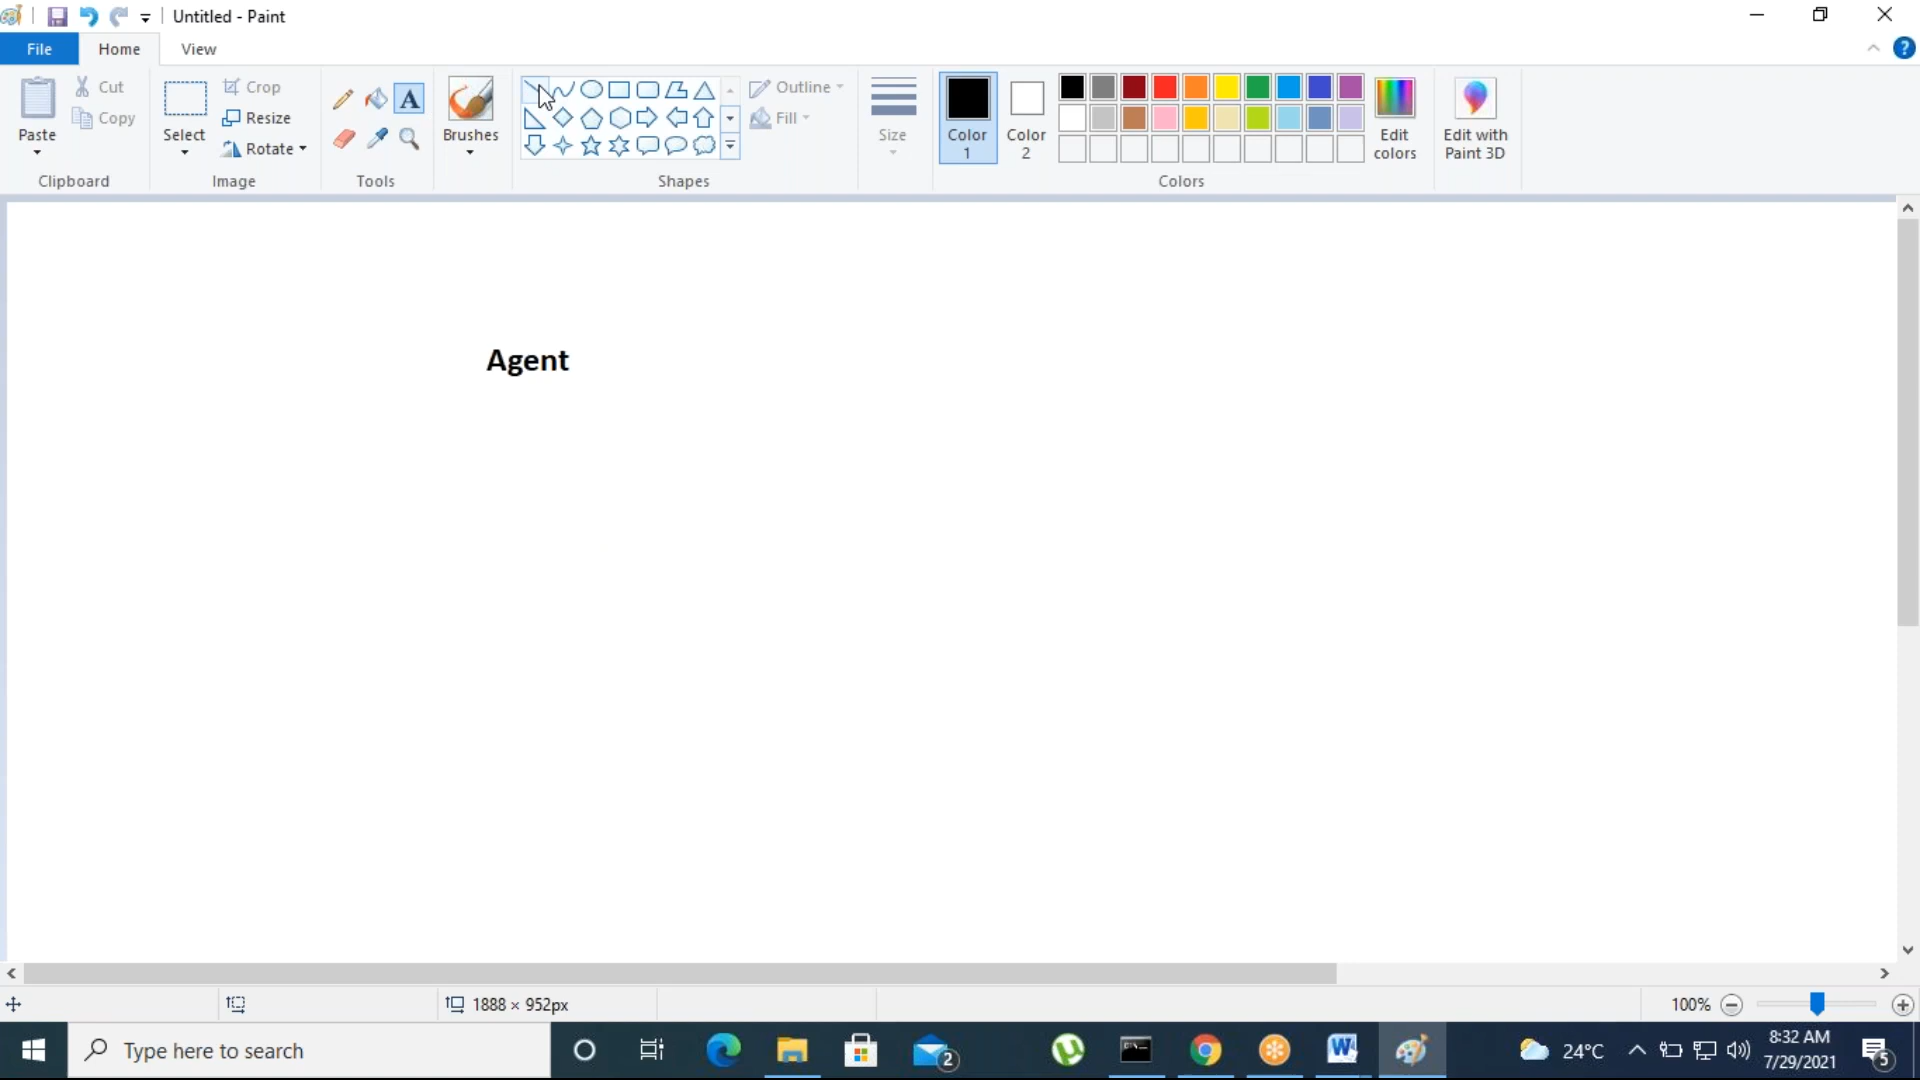 Untitled - Paint
File Home View
Paste Cut Copy
Clipboard
Select Crop Resize Rotate
Image
A
Tools
Brushes
Shapes
Outline
Fill
Size
Color 1
Color 2
Edit colors
Colors
Edit with Paint 3D
?
Agent
1888 × 952px
100%
Type here to search
2
W
24°C
8:32 AM
7/29/2021
5